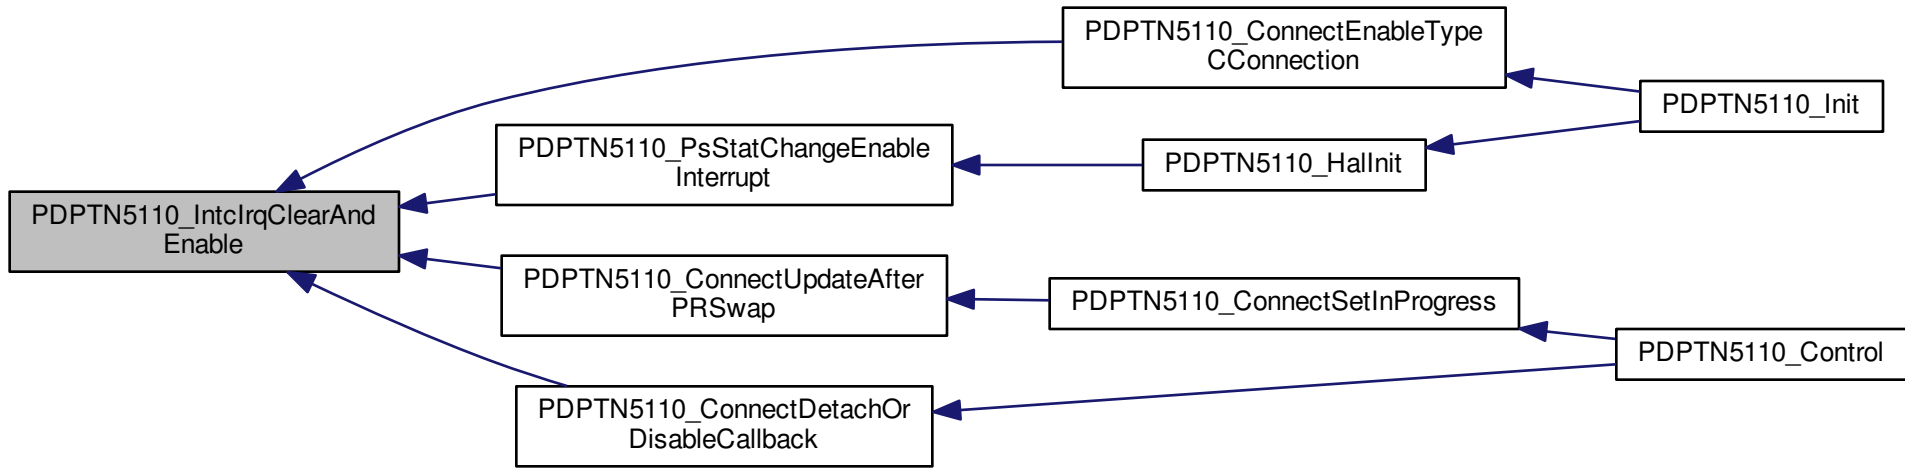 PDPTN5110_ConnectEnableType
CConnection
PDPTN5110_Init
PDPTN5110_PsStatChangeEnable
Interrupt
PDPTN5110_HalInit
PDPTN5110_IntcIrqClearAnd
Enable
PDPTN5110_ConnectUpdateAfter
PRSwap
PDPTN5110_ConnectSetInProgress
PDPTN5110_Control
PDPTN5110_ConnectDetachOr
DisableCallback